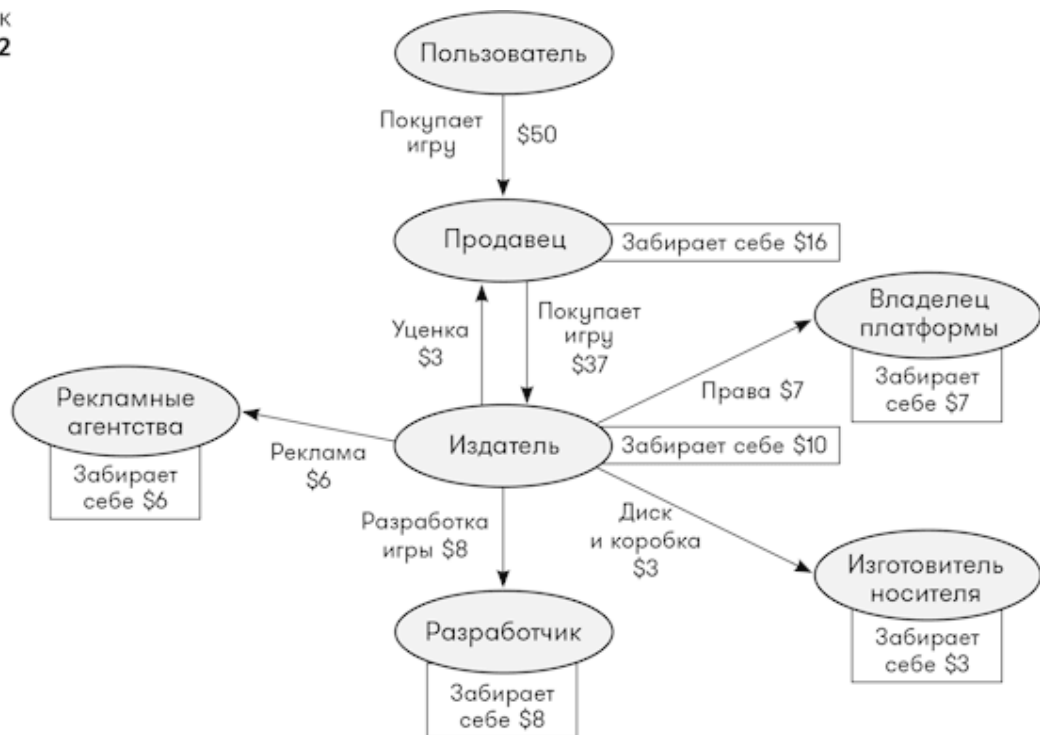 к
2
Пользователь
Покупает
игру
$50
Продавец
Забирает себе $16
Уценка
$3
Покупает
игру
$37
Владелец
платформы
Забирает
себе $7
Права $7
Рекламные
агентства
Забирает
себе $6
Реклама
$6
Издатель
Забирает себе $10
Разработка
игры $8
Диск
и коробка
$3
Изготовитель
носителя
Забирает
себе $3
Разработчик
Забирает
себе $8